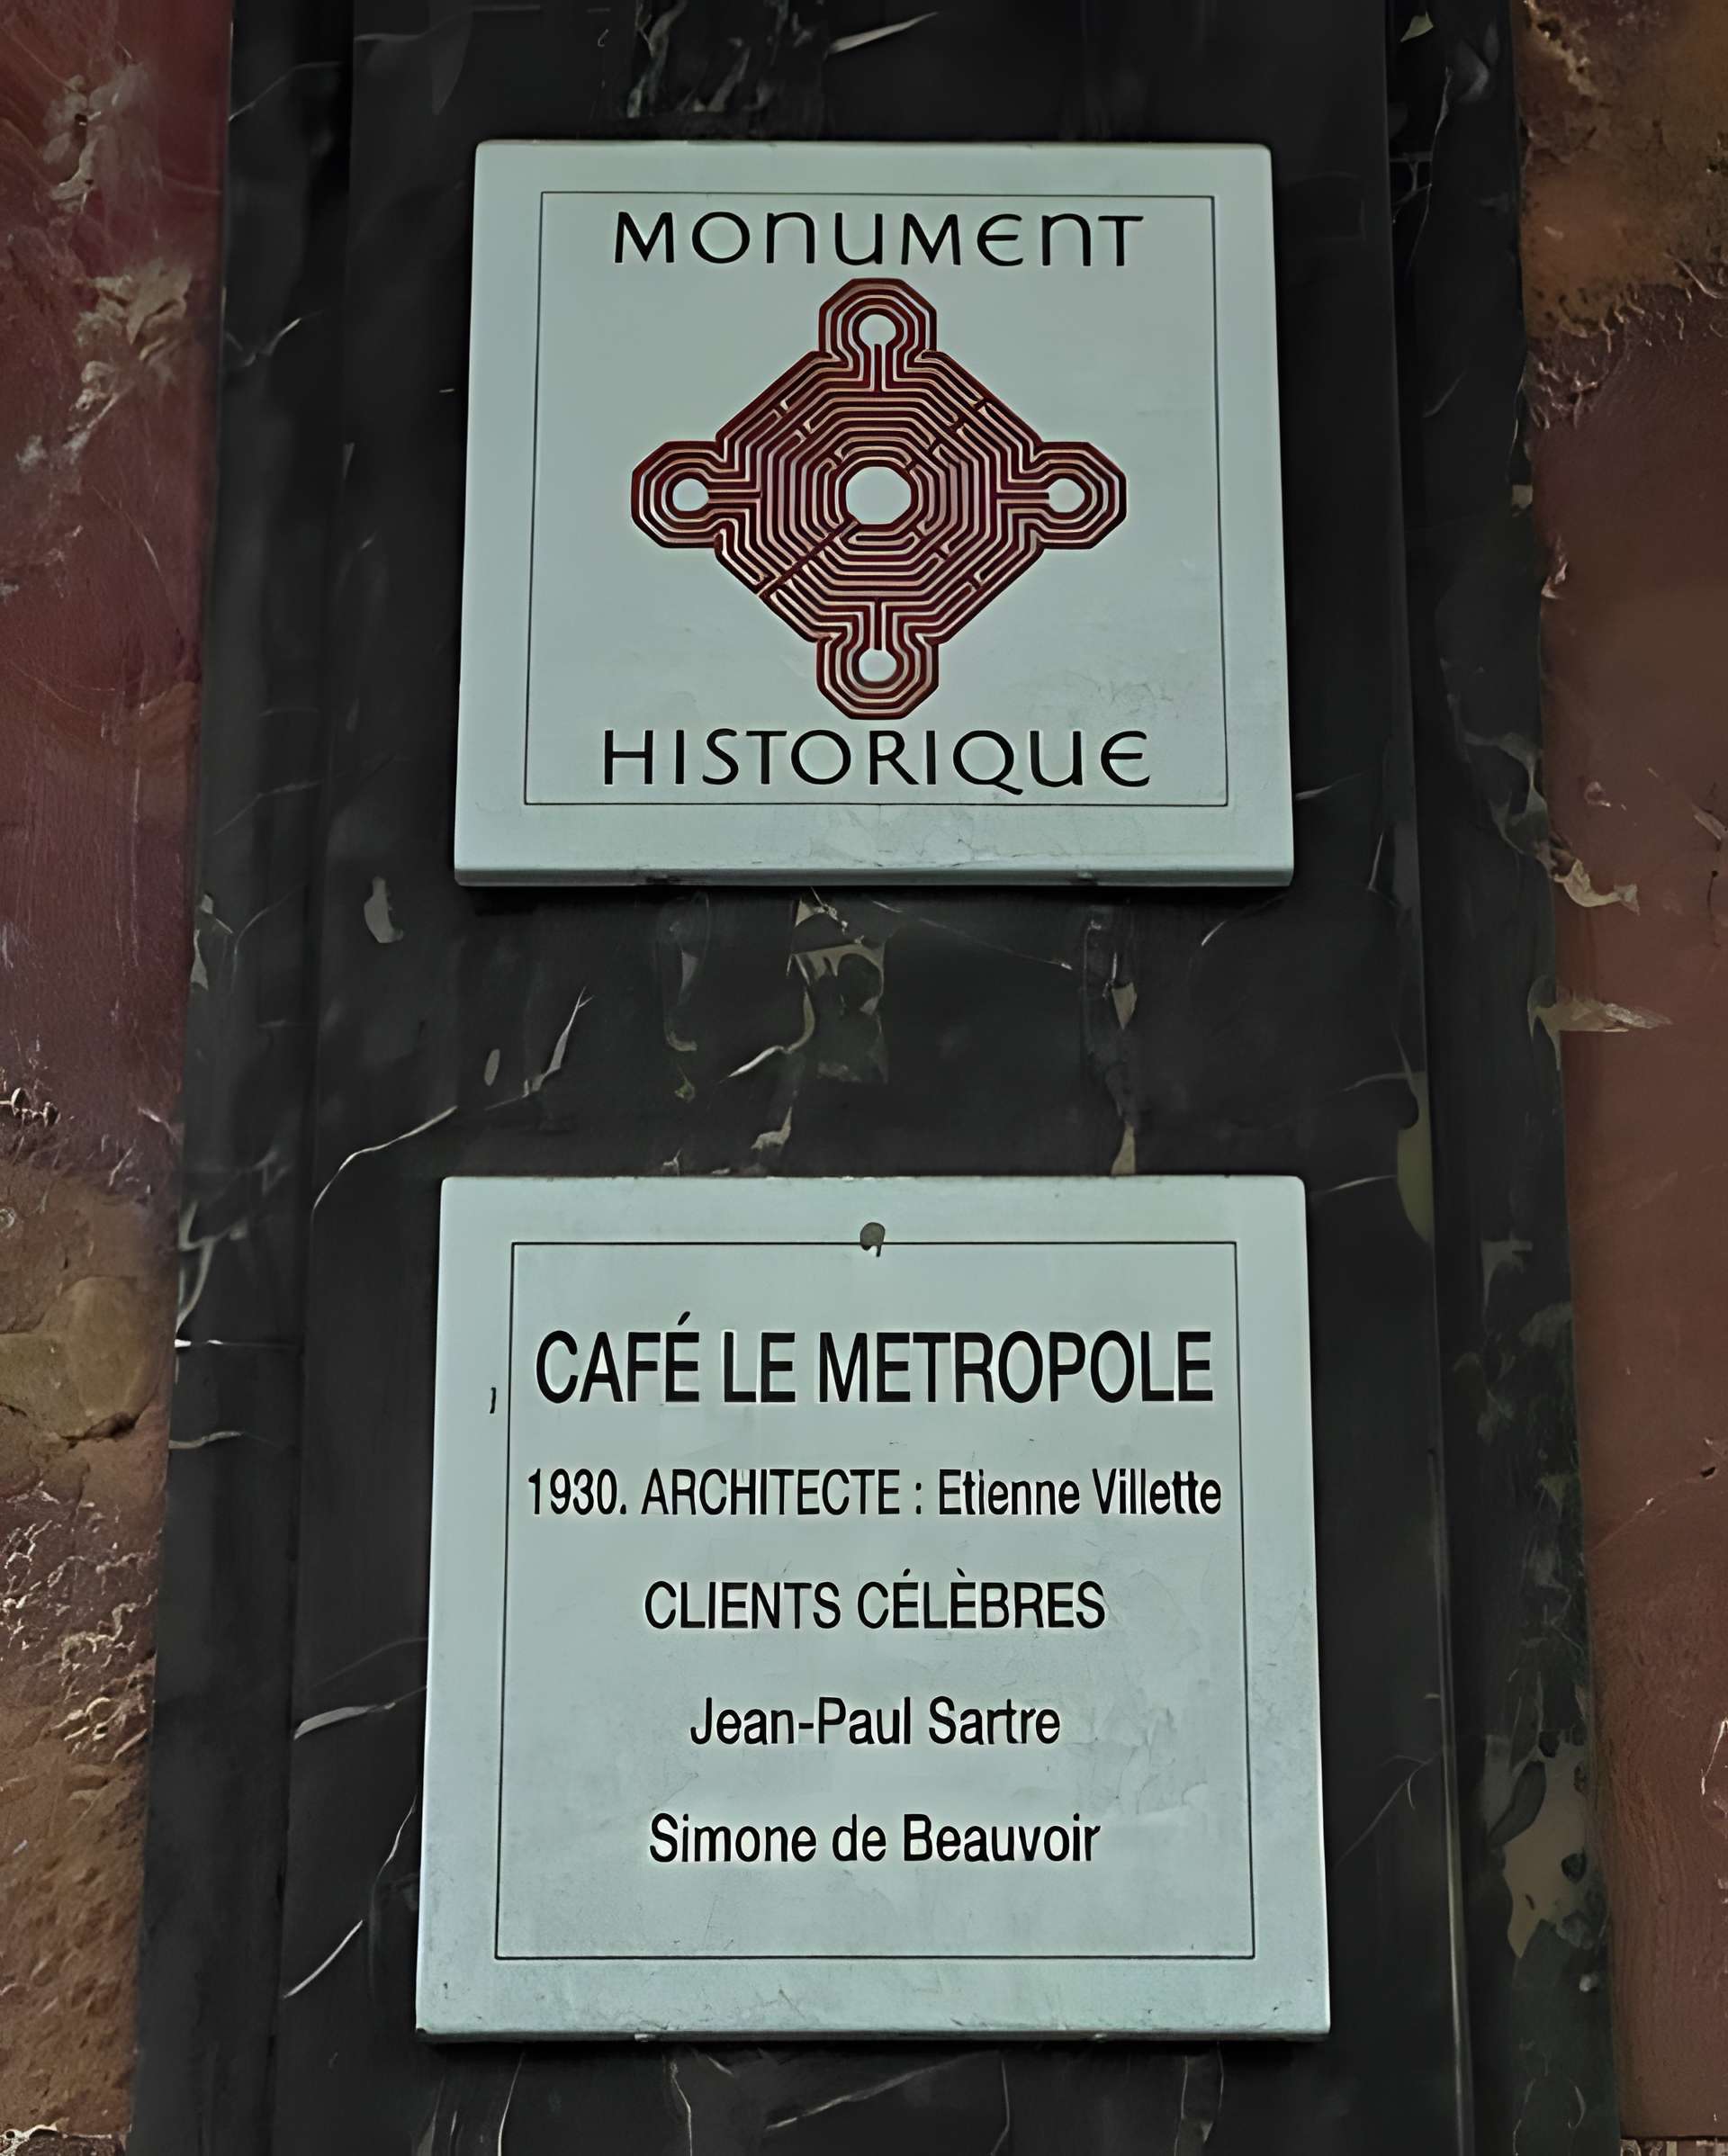 MONUMENT
HISTORIQUE
CAFÉ LE METROPOLE
1930. ARCHITECTE : Etienne Villette
CLIENTS CÉLÈBRES
Jean-Paul Sartre
Simone de Beauvoir